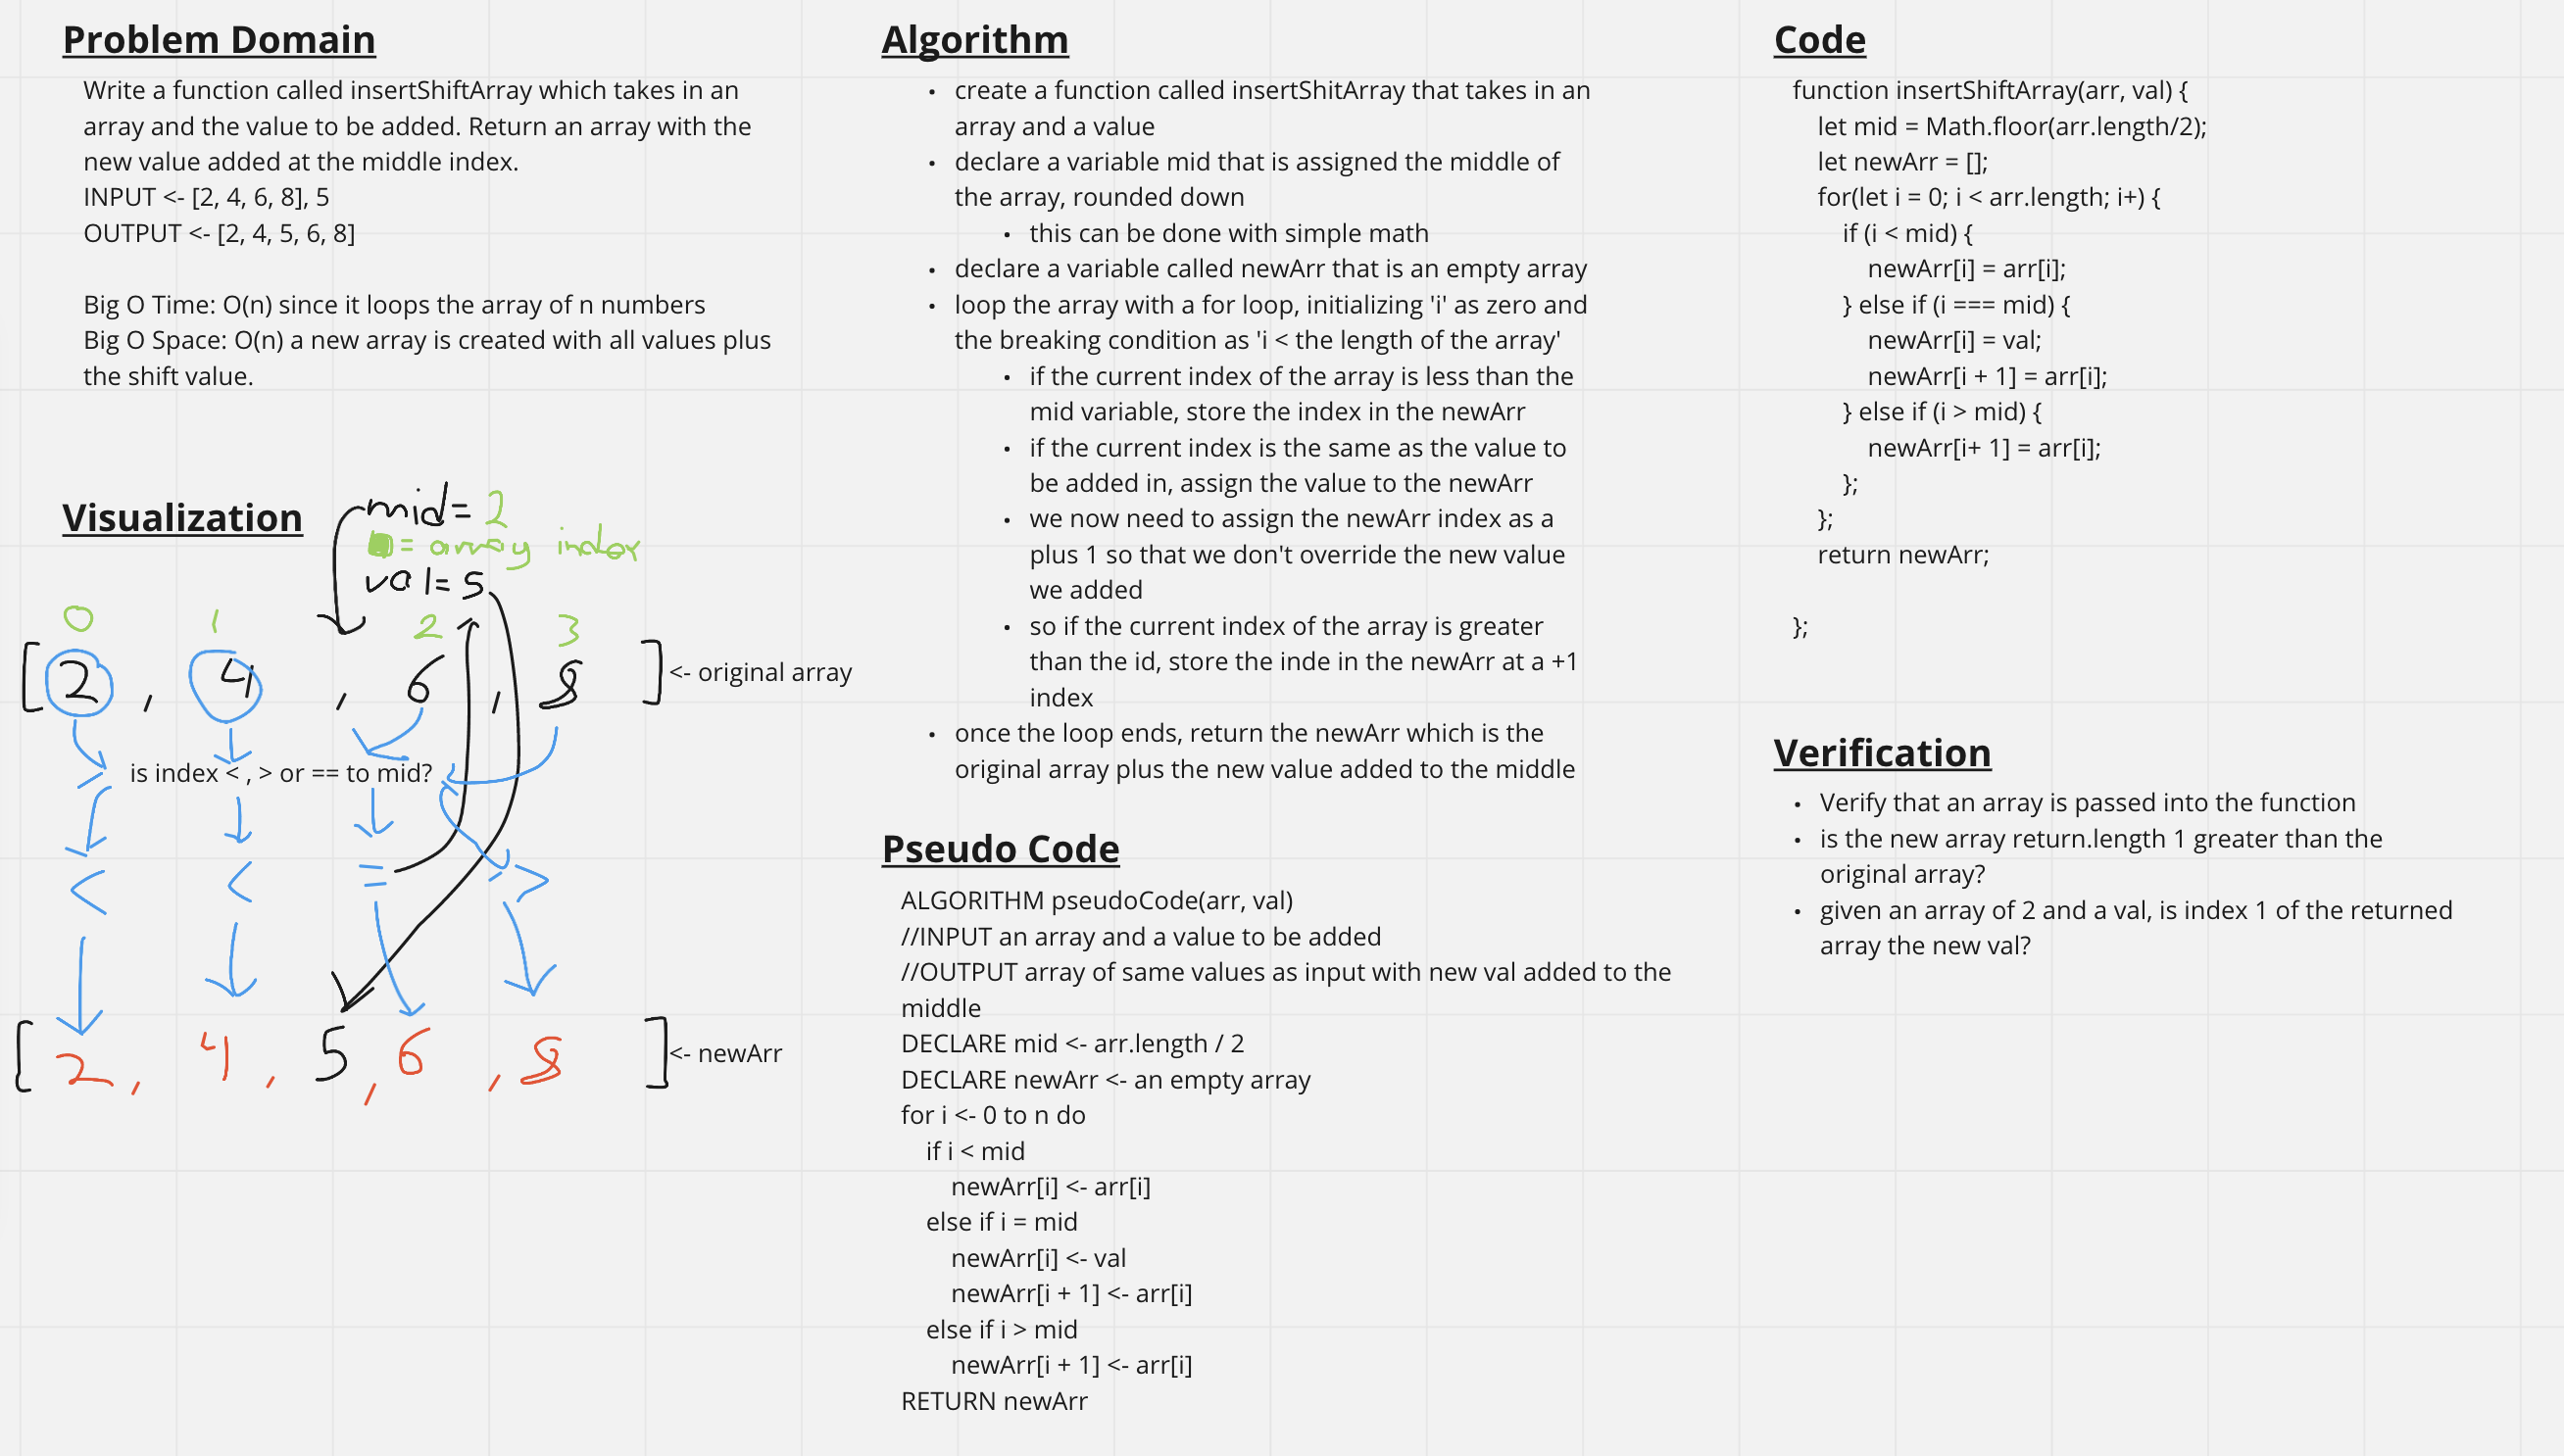 Problem Domain
Write a function called insertShiftArray which takes in an
array and the value to be added. Return an array with the
new value added at the middle index.
INPUT <- [2, 4, 6, 8], 5
OUTPUT <- [2, 4, 5, 6, 8]
Big O Time: O(n) since it loops the array of n numbers
Big O Space: O(n) a new array is created with all values plus
the shift value.
Visualization
mid= 2
= array index
val= 5
0 1 2 3
[ 2 , 4 , 6 , 8 ] <- original array
is index < , > or == to mid?
< < = >
[ 2 , 4 , 5 , 6 , 8 ] <- newArr
Algorithm
• create a function called insertShitArray that takes in an
array and a value
• declare a variable mid that is assigned the middle of
the array, rounded down
• this can be done with simple math
• declare a variable called newArr that is an empty array
• loop the array with a for loop, initializing 'i' as zero and
the breaking condition as 'i < the length of the array'
• if the current index of the array is less than the
mid variable, store the index in the newArr
• if the current index is the same as the value to
be added in, assign the value to the newArr
• we now need to assign the newArr index as a
plus 1 so that we don't override the new value
we added
• so if the current index of the array is greater
than the id, store the inde in the newArr at a +1
index
• once the loop ends, return the newArr which is the
original array plus the new value added to the middle
Pseudo Code
ALGORITHM pseudoCode(arr, val)
//INPUT an array and a value to be added
//OUTPUT array of same values as input with new val added to the
middle
DECLARE mid <- arr.length / 2
DECLARE newArr <- an empty array
for i <- 0 to n do
if i < mid
newArr[i] <- arr[i]
else if i = mid
newArr[i] <- val
newArr[i + 1] <- arr[i]
else if i > mid
newArr[i + 1] <- arr[i]
RETURN newArr
Code
function insertShiftArray(arr, val) {
let mid = Math.floor(arr.length/2);
let newArr = [];
for(let i = 0; i < arr.length; i+) {
if (i < mid) {
newArr[i] = arr[i];
} else if (i === mid) {
newArr[i] = val;
newArr[i + 1] = arr[i];
} else if (i > mid) {
newArr[i+ 1] = arr[i];
};
};
return newArr;
};
Verification
• Verify that an array is passed into the function
• is the new array return.length 1 greater than the
original array?
• given an array of 2 and a val, is index 1 of the returned
array the new val?